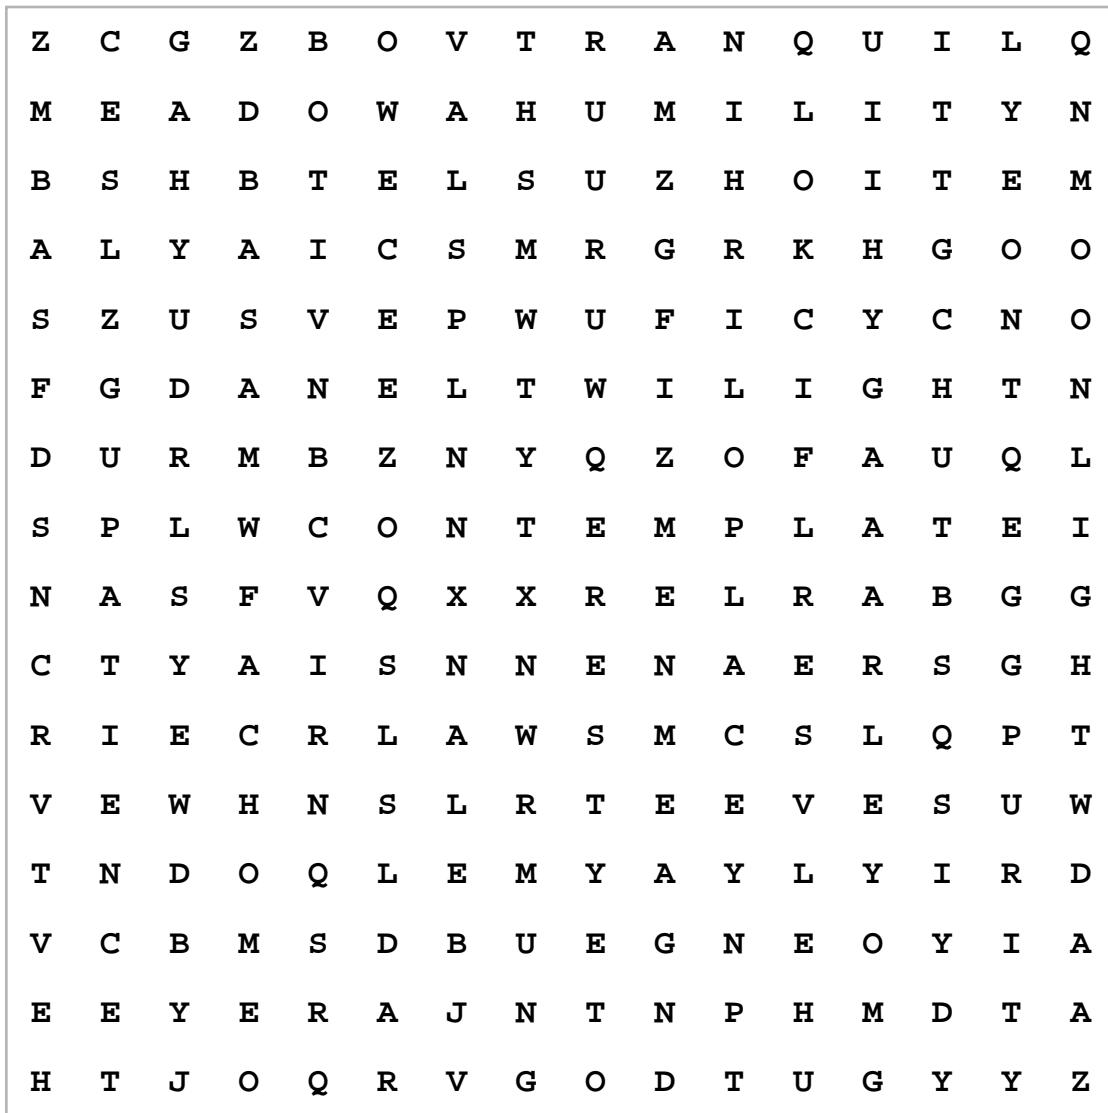 Z C G Z B O V T R A N Q U I L Q
M E A D O W A H U M I L I T Y N
B S H B T E L S U Z H O I T E M
A L Y A I C S M R G R K H G O O
S Z U S V E P W U F I C Y C N O
F G D A N E L T W I L I G H T N
D U R M B Z N Y Q Z O F A U Q L
S P L W C O N T E M P L A T E I
N A S F V Q X X R E L R A B G G
C T Y A I S N N E N A E R S G H
R I E C R L A W S M C S L Q P T
V E W H N S L R T E E V E S U W
T N D O Q L E M Y A Y L Y I R D
V C B M S D B U E G N E O Y I A
E E Y E R A J N T N P H M D T A
H T J O Q R V G O D T U G Y Y Z